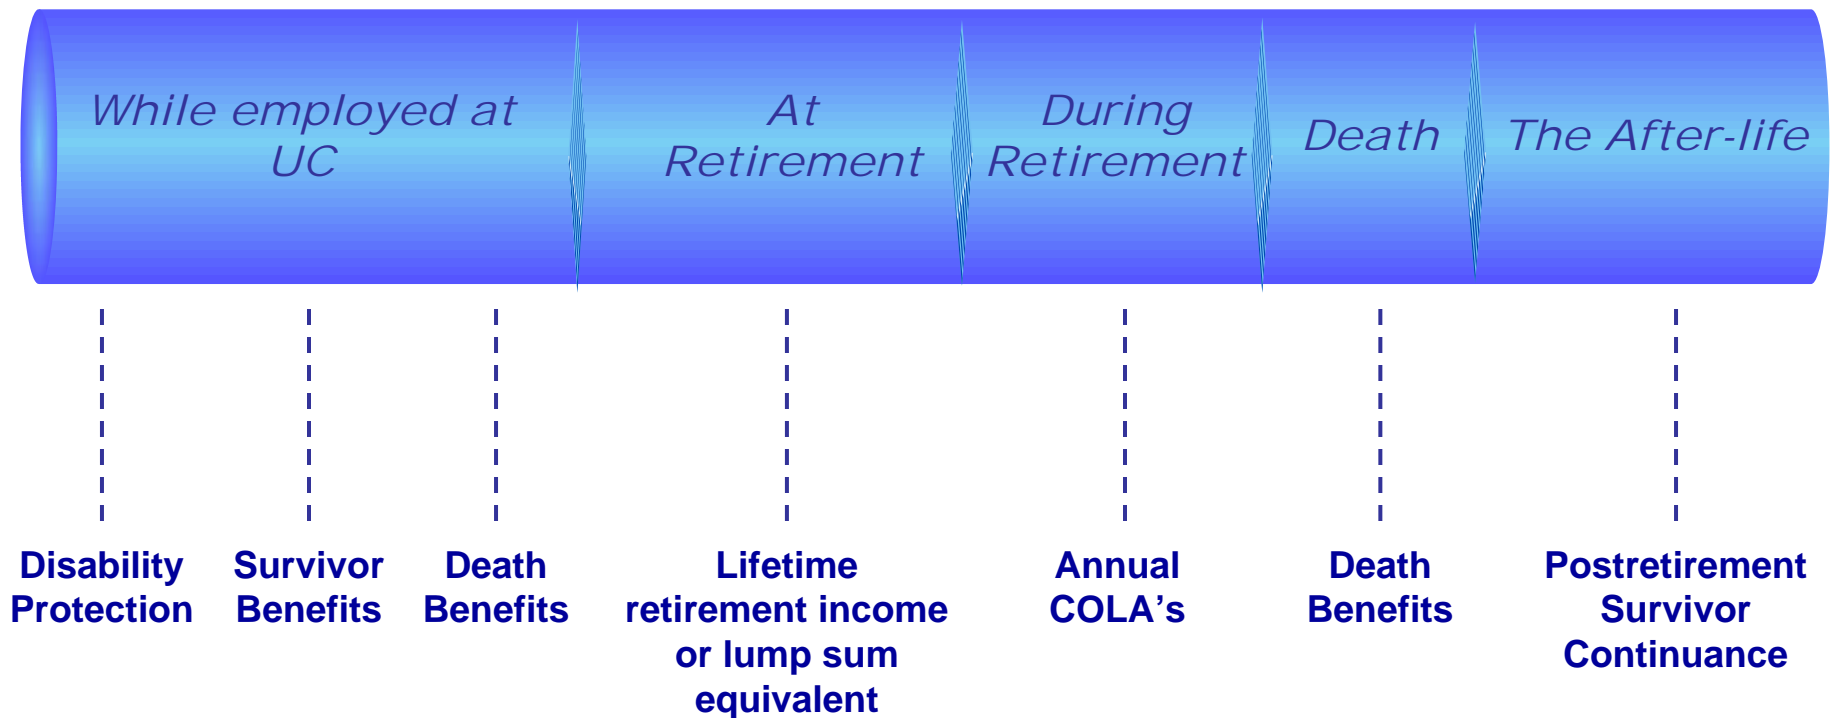 While employed at
UC
At
Retirement
During
Retirement
Death
The After-life
Disability
Protection
Survivor
Benefits
Death
Benefits
Lifetime
retirement income
or lump sum
equivalent
Annual
COLA's
Death
Benefits
Postretirement
Survivor
Continuance